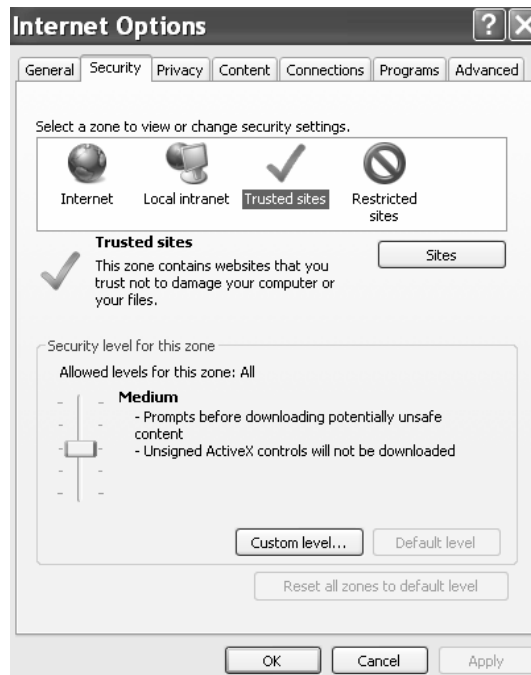 Internet Options
?
X
General Security Privacy Content Connections Programs Advanced
Select a zone to view or change security settings.
Internet Local intranet Trusted sites Restricted
sites
Trusted sites
Sites
This zone contains websites that you
trust not to damage your computer or
your files.
Security level for this zone
Allowed levels for this zone: All
Medium
- Prompts before downloading potentially unsafe
content
- Unsigned ActiveX controls will not be downloaded
Custom level... Default level
Reset all zones to default level
OK Cancel Apply